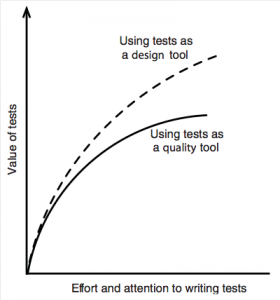 Using tests as
a design tool
Using tests as
a quality tool
Value of tests
Effort and attention to writing tests